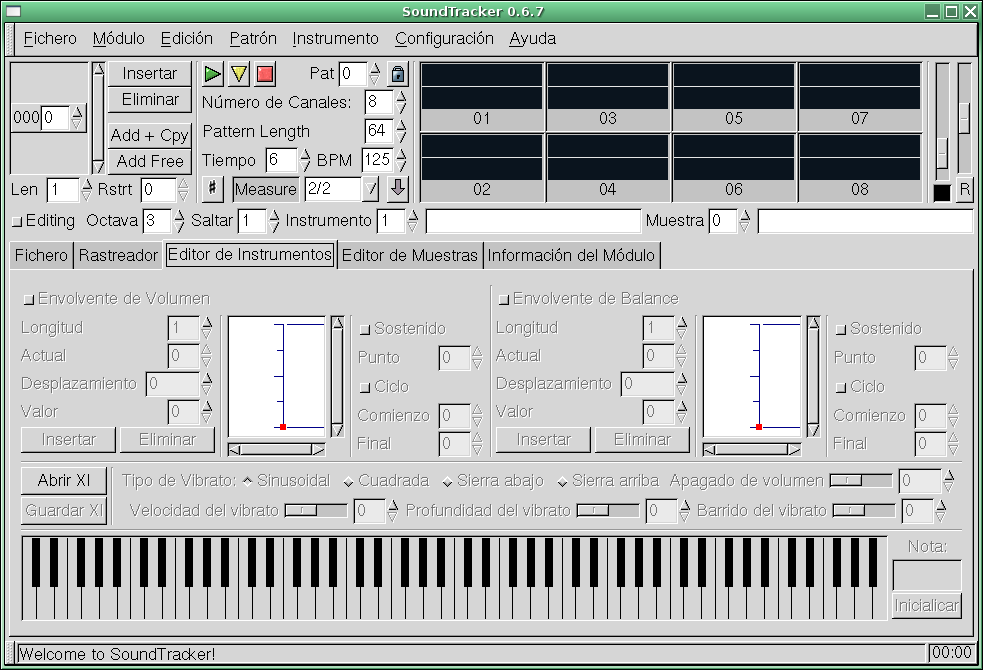 SoundTracker 0.6.7
Fichero Módulo Edición Patrón Instrumento Configuración Ayuda
Insertar Pat 0
Eliminar Número de Canales: 8
000 0 01 03 05 07
Add + Cpy Pattern Length 64
Add Free Tiempo 6 BPM 125
Len 1 Rstrt 0 # Measure 2/2 02 04 06 08 R
Editing Octava 3 Saltar 1 Instrumento 1 Muestra 0
Fichero Rastreador Editor de Instrumentos Editor de Muestras Información del Módulo
Envolvente de Volumen Envolvente de Balance
Longitud 1 Sostenido Longitud 1 Sostenido
Actual 0 Punto 0 Actual 0 Punto 0
Desplazamiento 0 Ciclo Desplazamiento 0 Ciclo
Valor 0 Comienzo 0 Valor 0 Comienzo 0
Insertar Eliminar Final 0 Insertar Eliminar Final 0
Abrir XI Tipo de Vibrato: Sinusoidal Cuadrada Sierra abajo Sierra arriba Apagado de volumen 0
Guardar XI Velocidad del vibrato 0 Profundidad del vibrato 0 Barrido del vibrato 0
Nota:
Inicialicar
Welcome to SoundTracker! 00:00